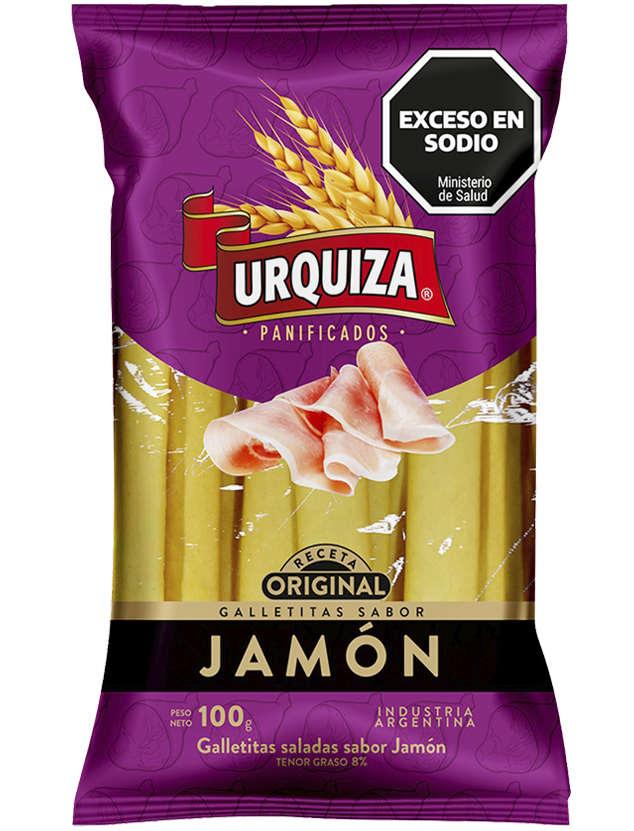 EXCESO EN
SODIO
Ministerio
de Salud
URQUIZA®
• PANIFICADOS •
RECETA
ORIGINAL
GALLETITAS SABOR
JAMÓN
PESO
NETO 100g
INDUSTRIA
ARGENTINA
Galletitas saladas sabor Jamón
TENOR GRASO 8%